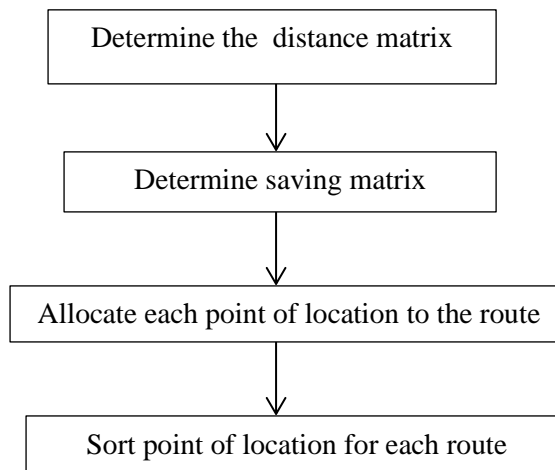 Determine the distance matrix
Determine saving matrix
Allocate each point of location to the route
Sort point of location for each route